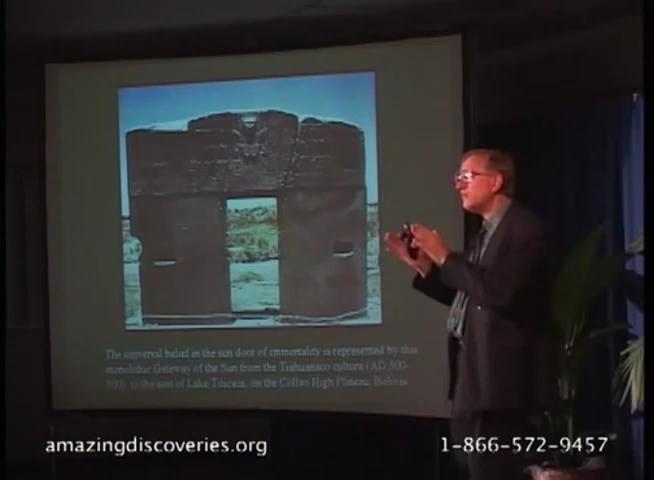 The universal belief in the sun door of immortality is represented by this
monolithic Gateway of the Sun from the Tiahuanaco cultura (AD 500-
800) to the east of Lake Titicaca, on the Collao High Plateau, Bolivia
amazingdiscoveries.org
1-866-572-9457